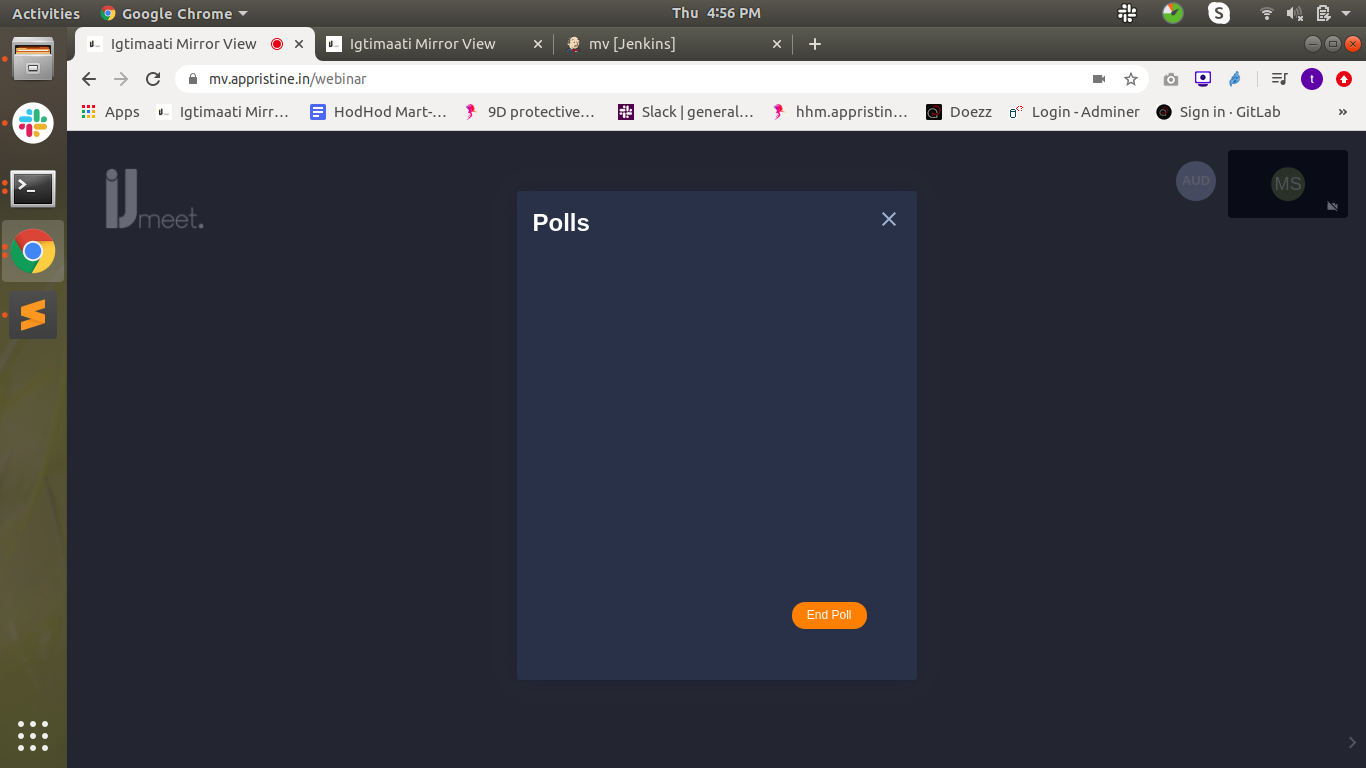 Activities
Google Chrome
Thu 4:56 PM
Igtimaati Mirror View
Igtimaati Mirror View
mv [Jenkins]
mv.appristine.in/webinar
t
Apps
Igtimaati Mirr…
HodHod Mart-…
9D protective…
Slack | general…
hhm.appristin…
Doezz
Login - Adminer
Sign in · GitLab
»
iJ meet.
AUD
MS
Polls
End Poll